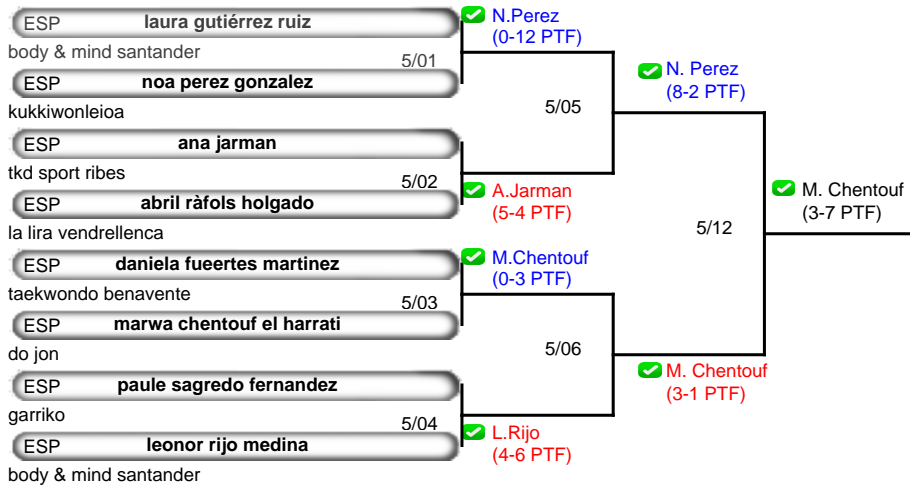 ESP laura gutiérrez ruiz
body & mind santander
5/01
ESP noa perez gonzalez
kukkiwonleioa
ESP ana jarman
tkd sport ribes
5/02
ESP abril ràfols holgado
la lira vendrellenca
ESP daniela fueertes martinez
taekwondo benavente
5/03
ESP marwa chentouf el harrati
do jon
ESP paule sagredo fernandez
garriko
5/04
ESP leonor rijo medina
body & mind santander
N.Perez
(0-12 PTF)
5/05
A.Jarman
(5-4 PTF)
M.Chentouf
(0-3 PTF)
5/06
L.Rijo
(4-6 PTF)
N. Perez
(8-2 PTF)
5/12
M. Chentouf
(3-1 PTF)
M. Chentouf
(3-7 PTF)